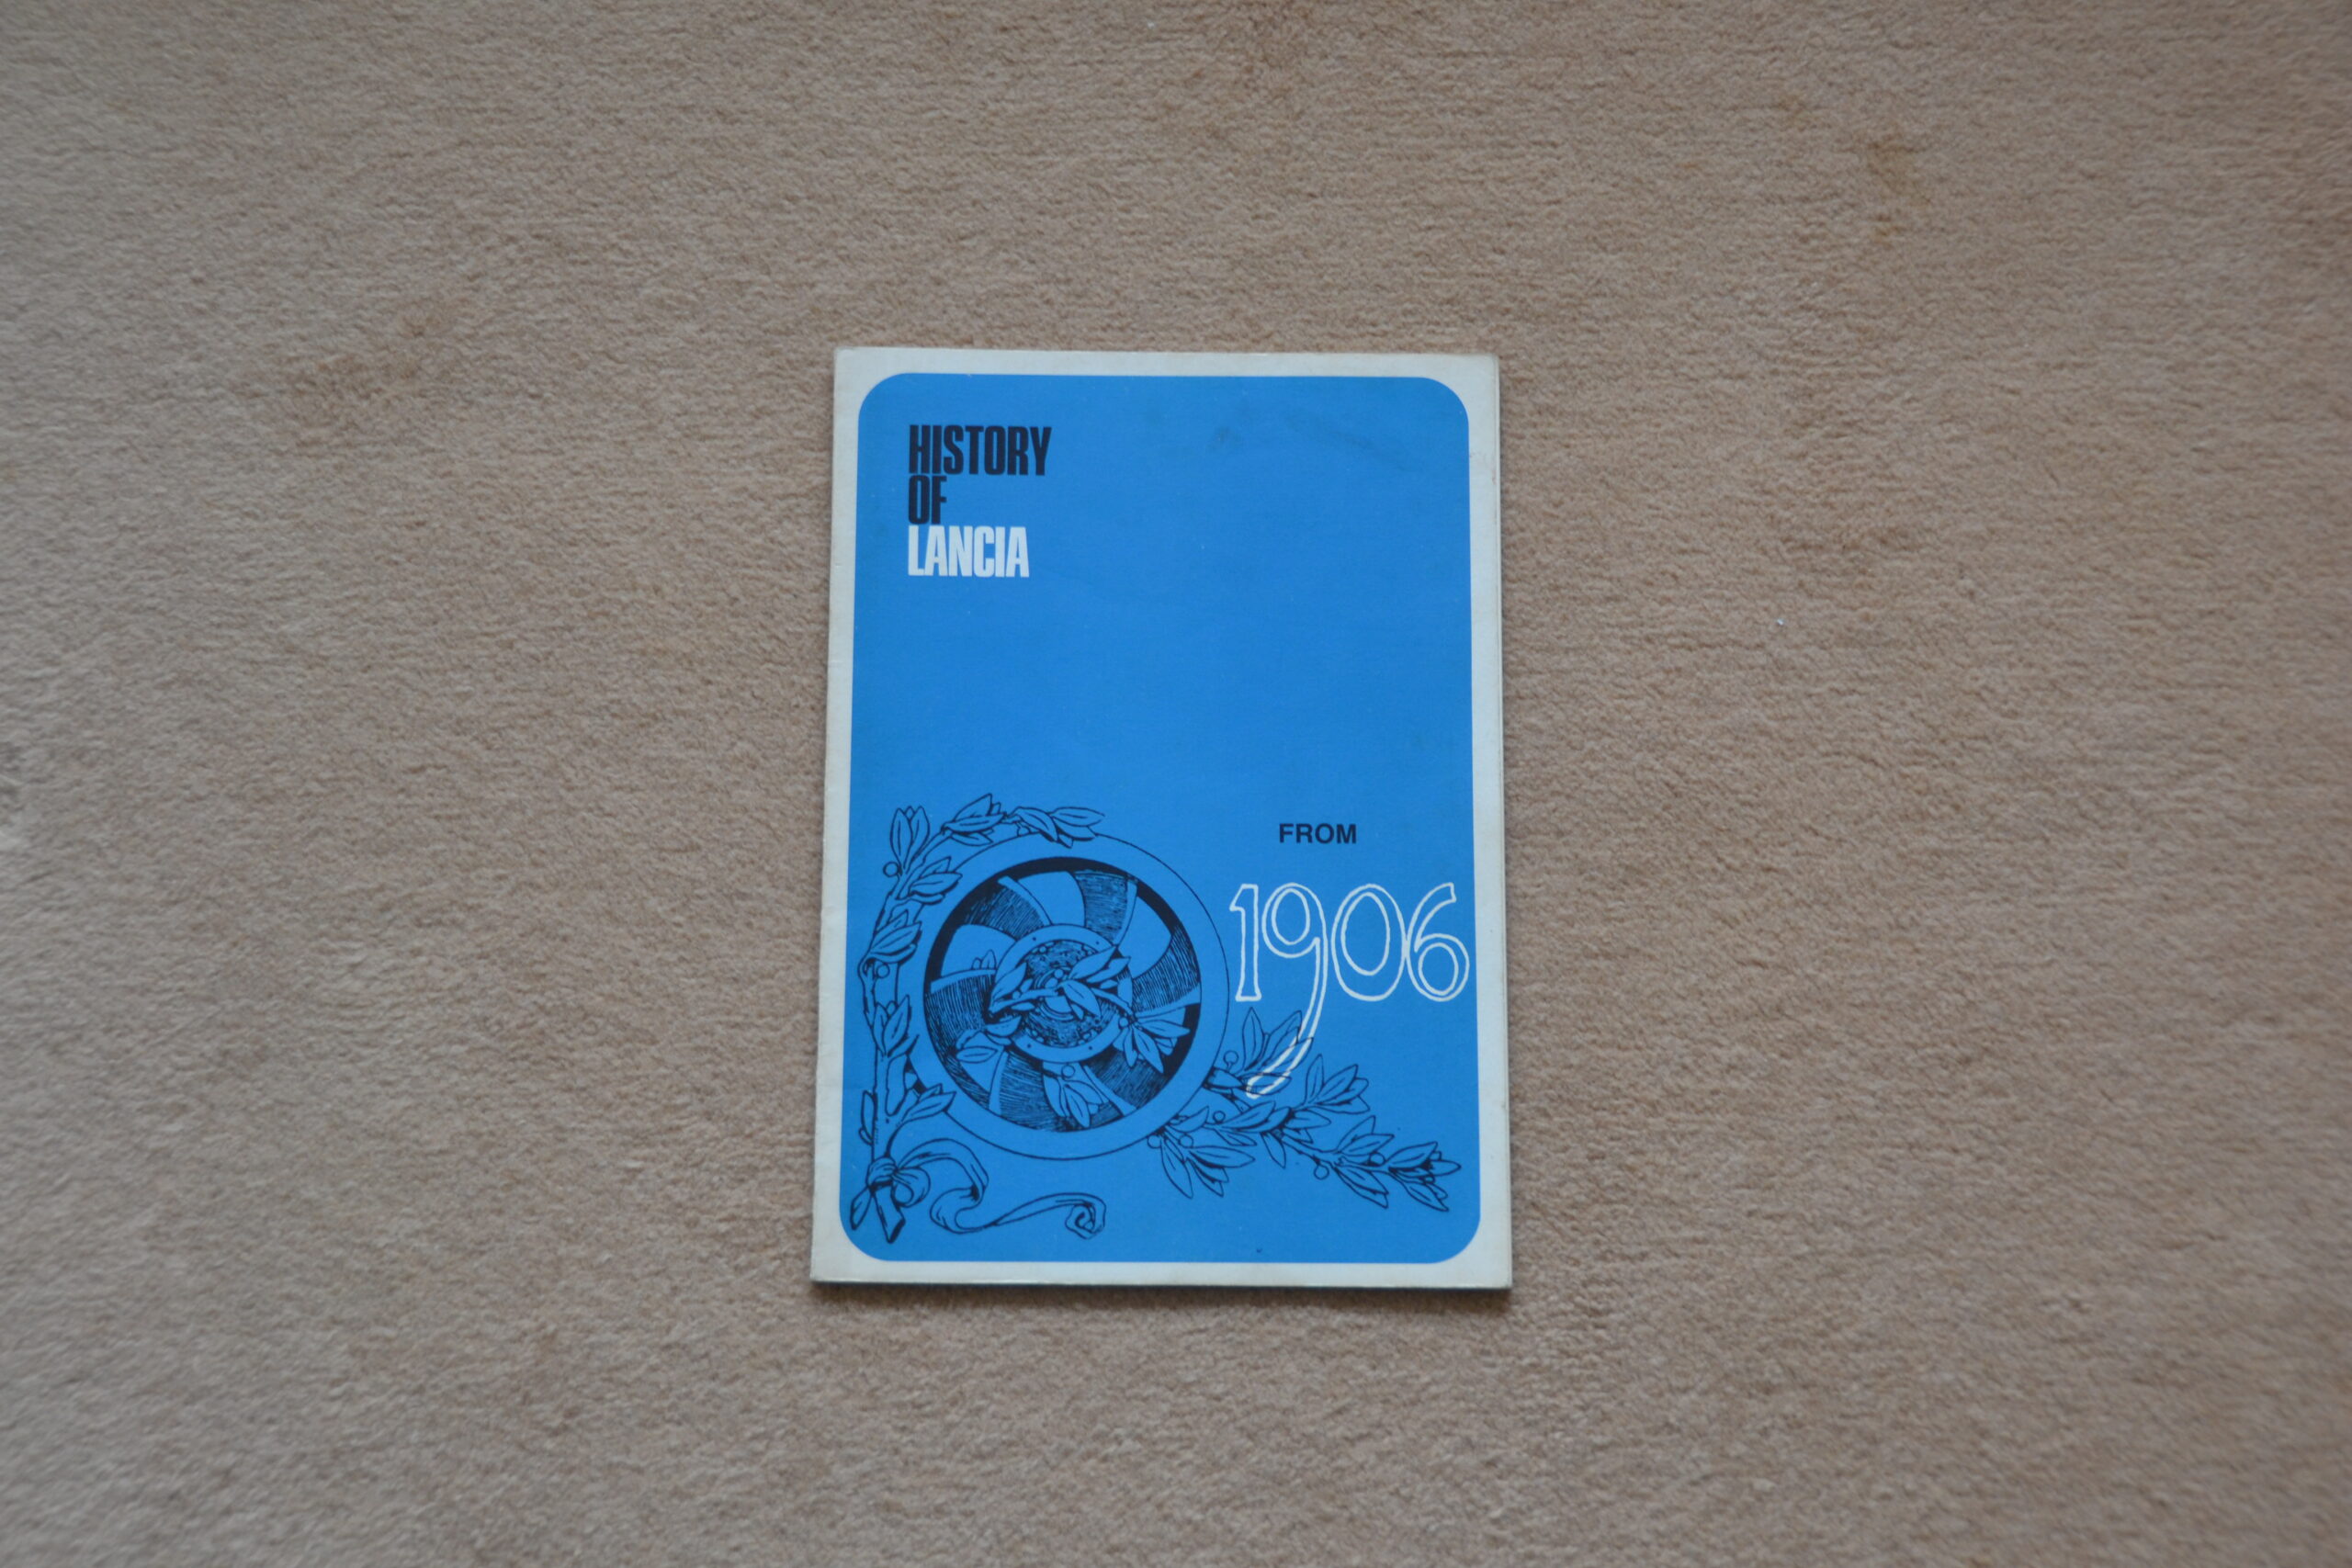 HISTORY
OF
LANCIA
FROM
1906